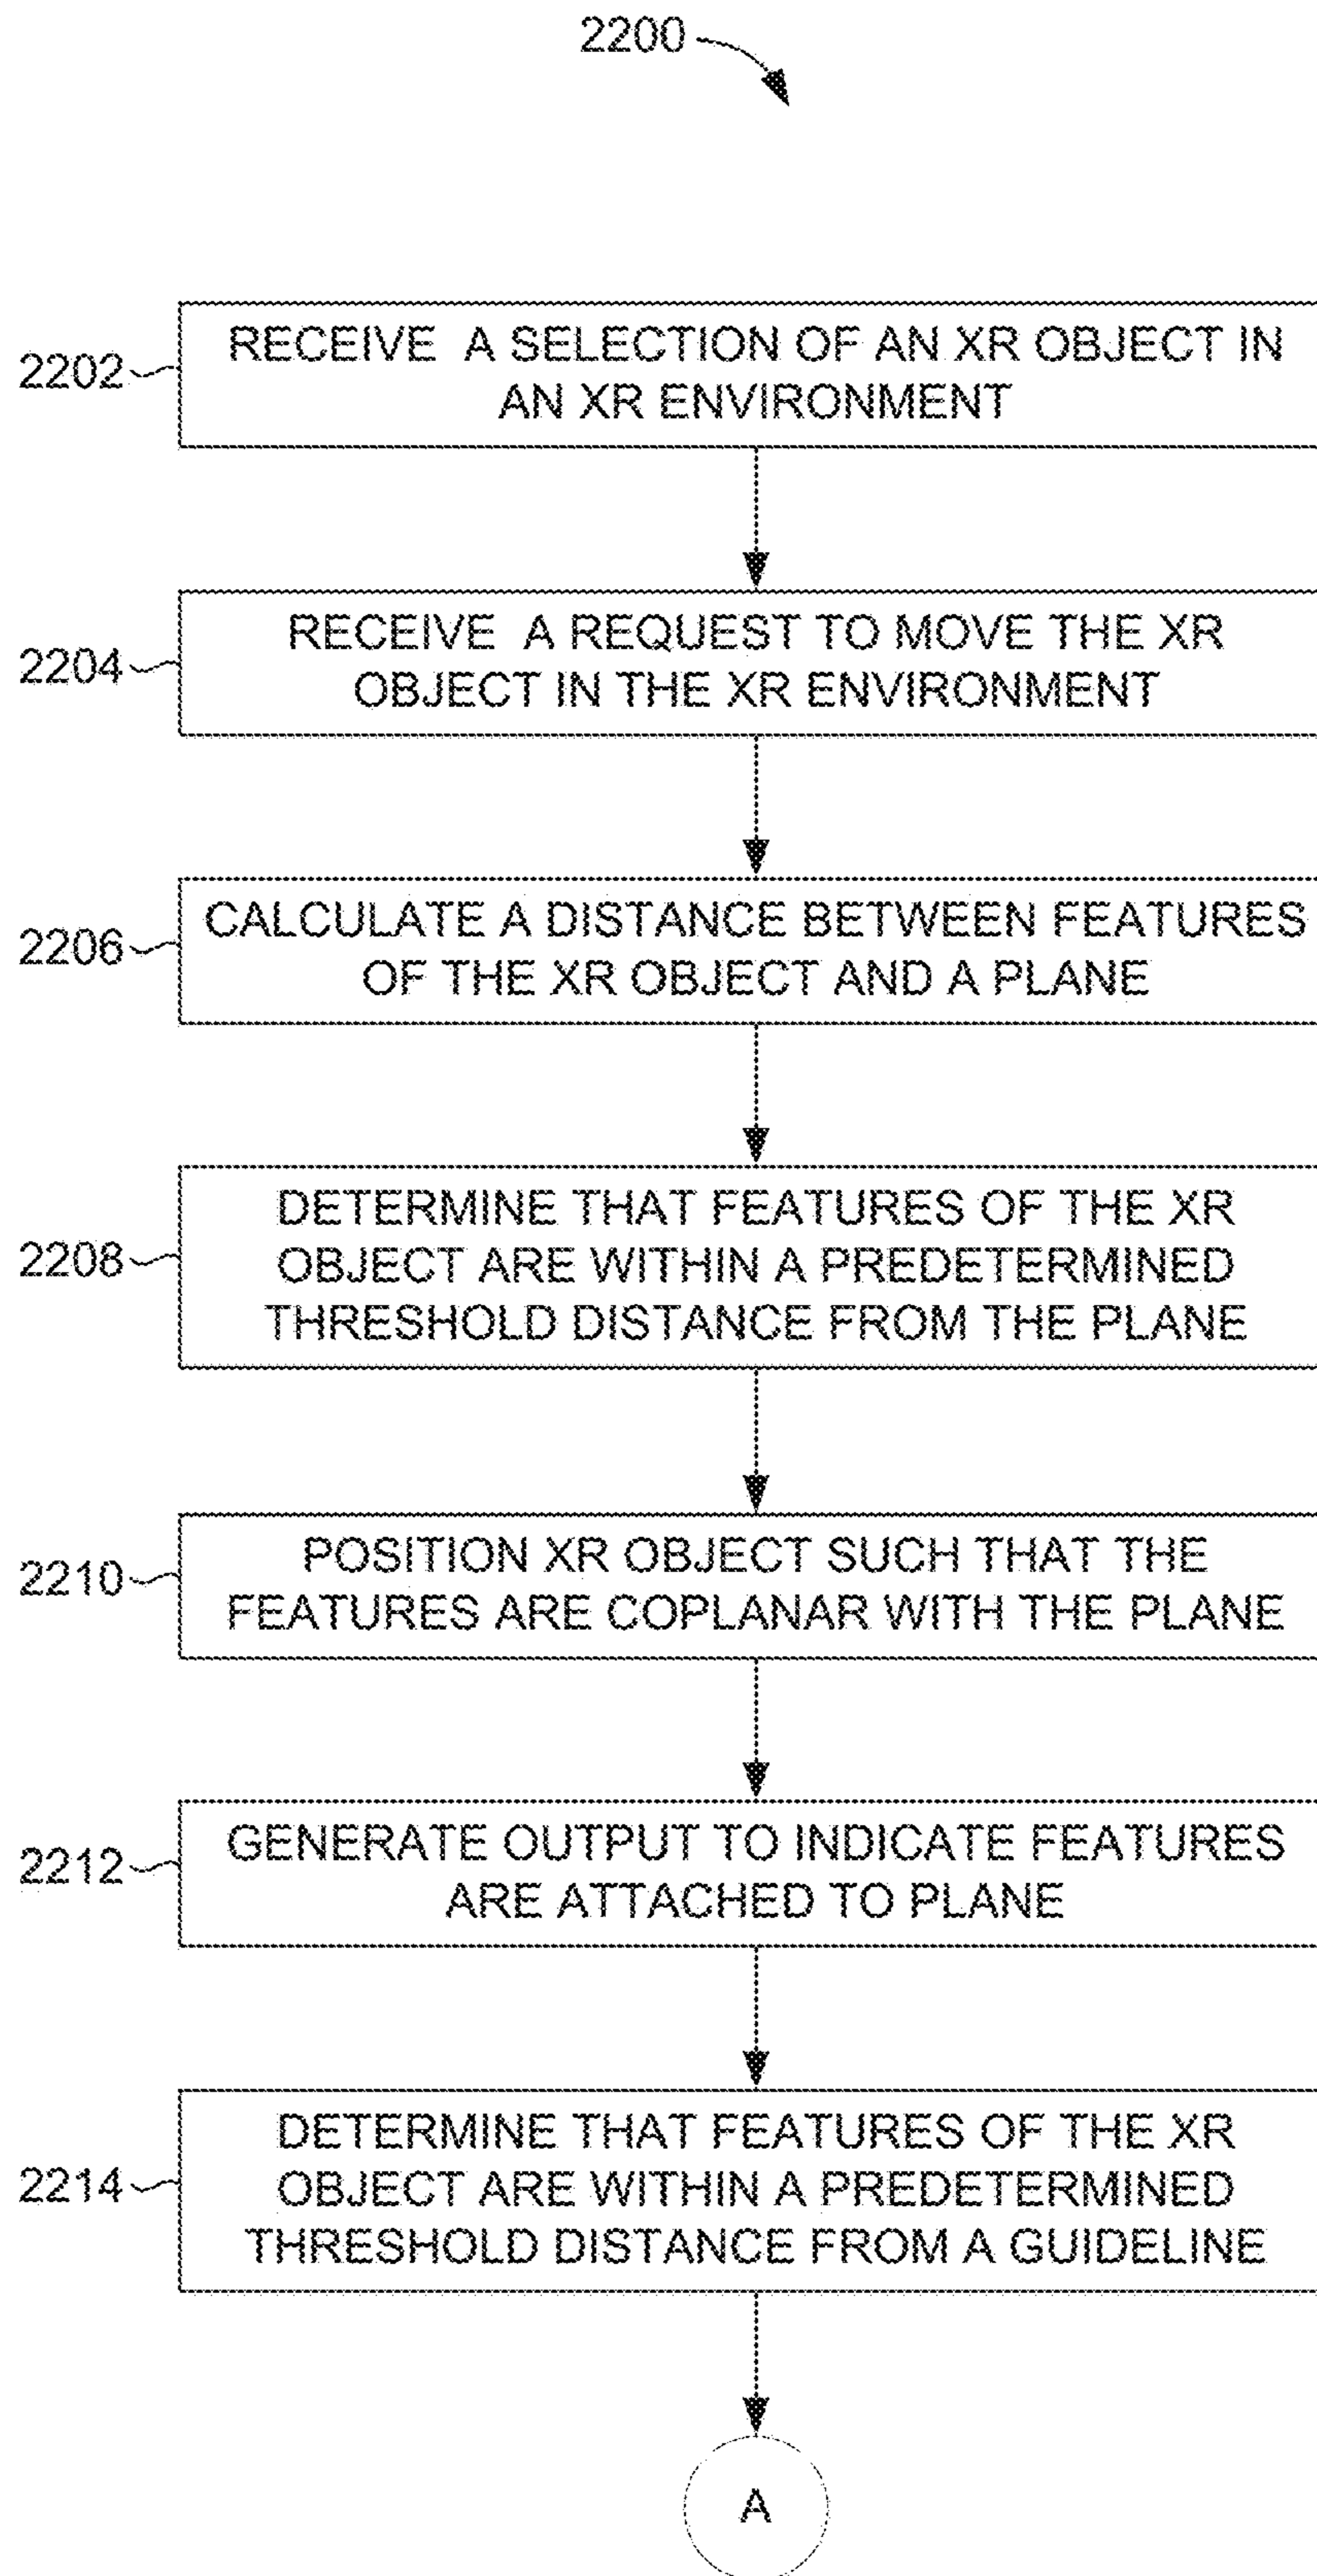 2200
2202
RECEIVE A SELECTION OF AN XR OBJECT IN
AN XR ENVIRONMENT
2204
RECEIVE A REQUEST TO MOVE THE XR
OBJECT IN THE XR ENVIRONMENT
2206
CALCULATE A DISTANCE BETWEEN FEATURES
OF THE XR OBJECT AND A PLANE
2208
DETERMINE THAT FEATURES OF THE XR
OBJECT ARE WITHIN A PREDETERMINED
THRESHOLD DISTANCE FROM THE PLANE
2210
POSITION XR OBJECT SUCH THAT THE
FEATURES ARE COPLANAR WITH THE PLANE
2212
GENERATE OUTPUT TO INDICATE FEATURES
ARE ATTACHED TO PLANE
2214
DETERMINE THAT FEATURES OF THE XR
OBJECT ARE WITHIN A PREDETERMINED
THRESHOLD DISTANCE FROM A GUIDELINE
A